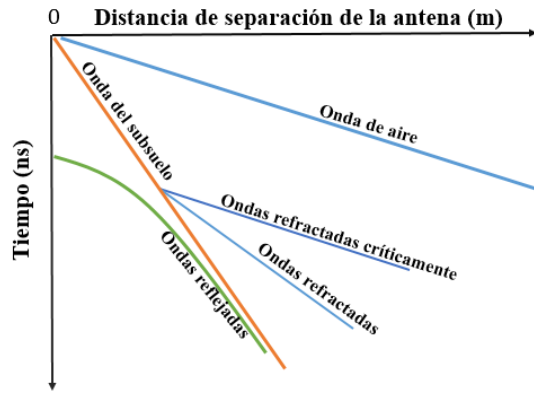 0
Distancia de separación de la antena (m)
Tiempo (ns)
Onda del subsuelo
Onda de aire
Ondas refractadas críticamente
Ondas refractadas
Ondas reflejadas